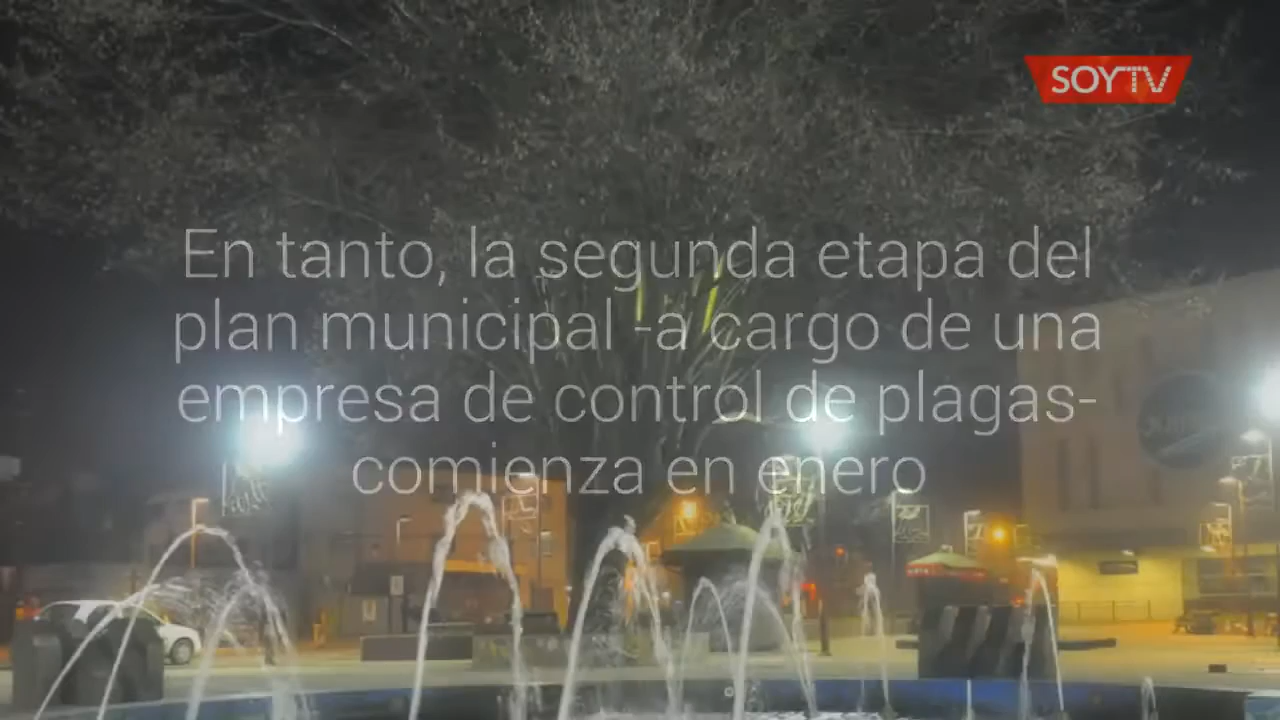 SOYTV
En tanto, la segunda etapa del
plan municipal -a cargo de una
empresa de control de plagas-
comienza en enero